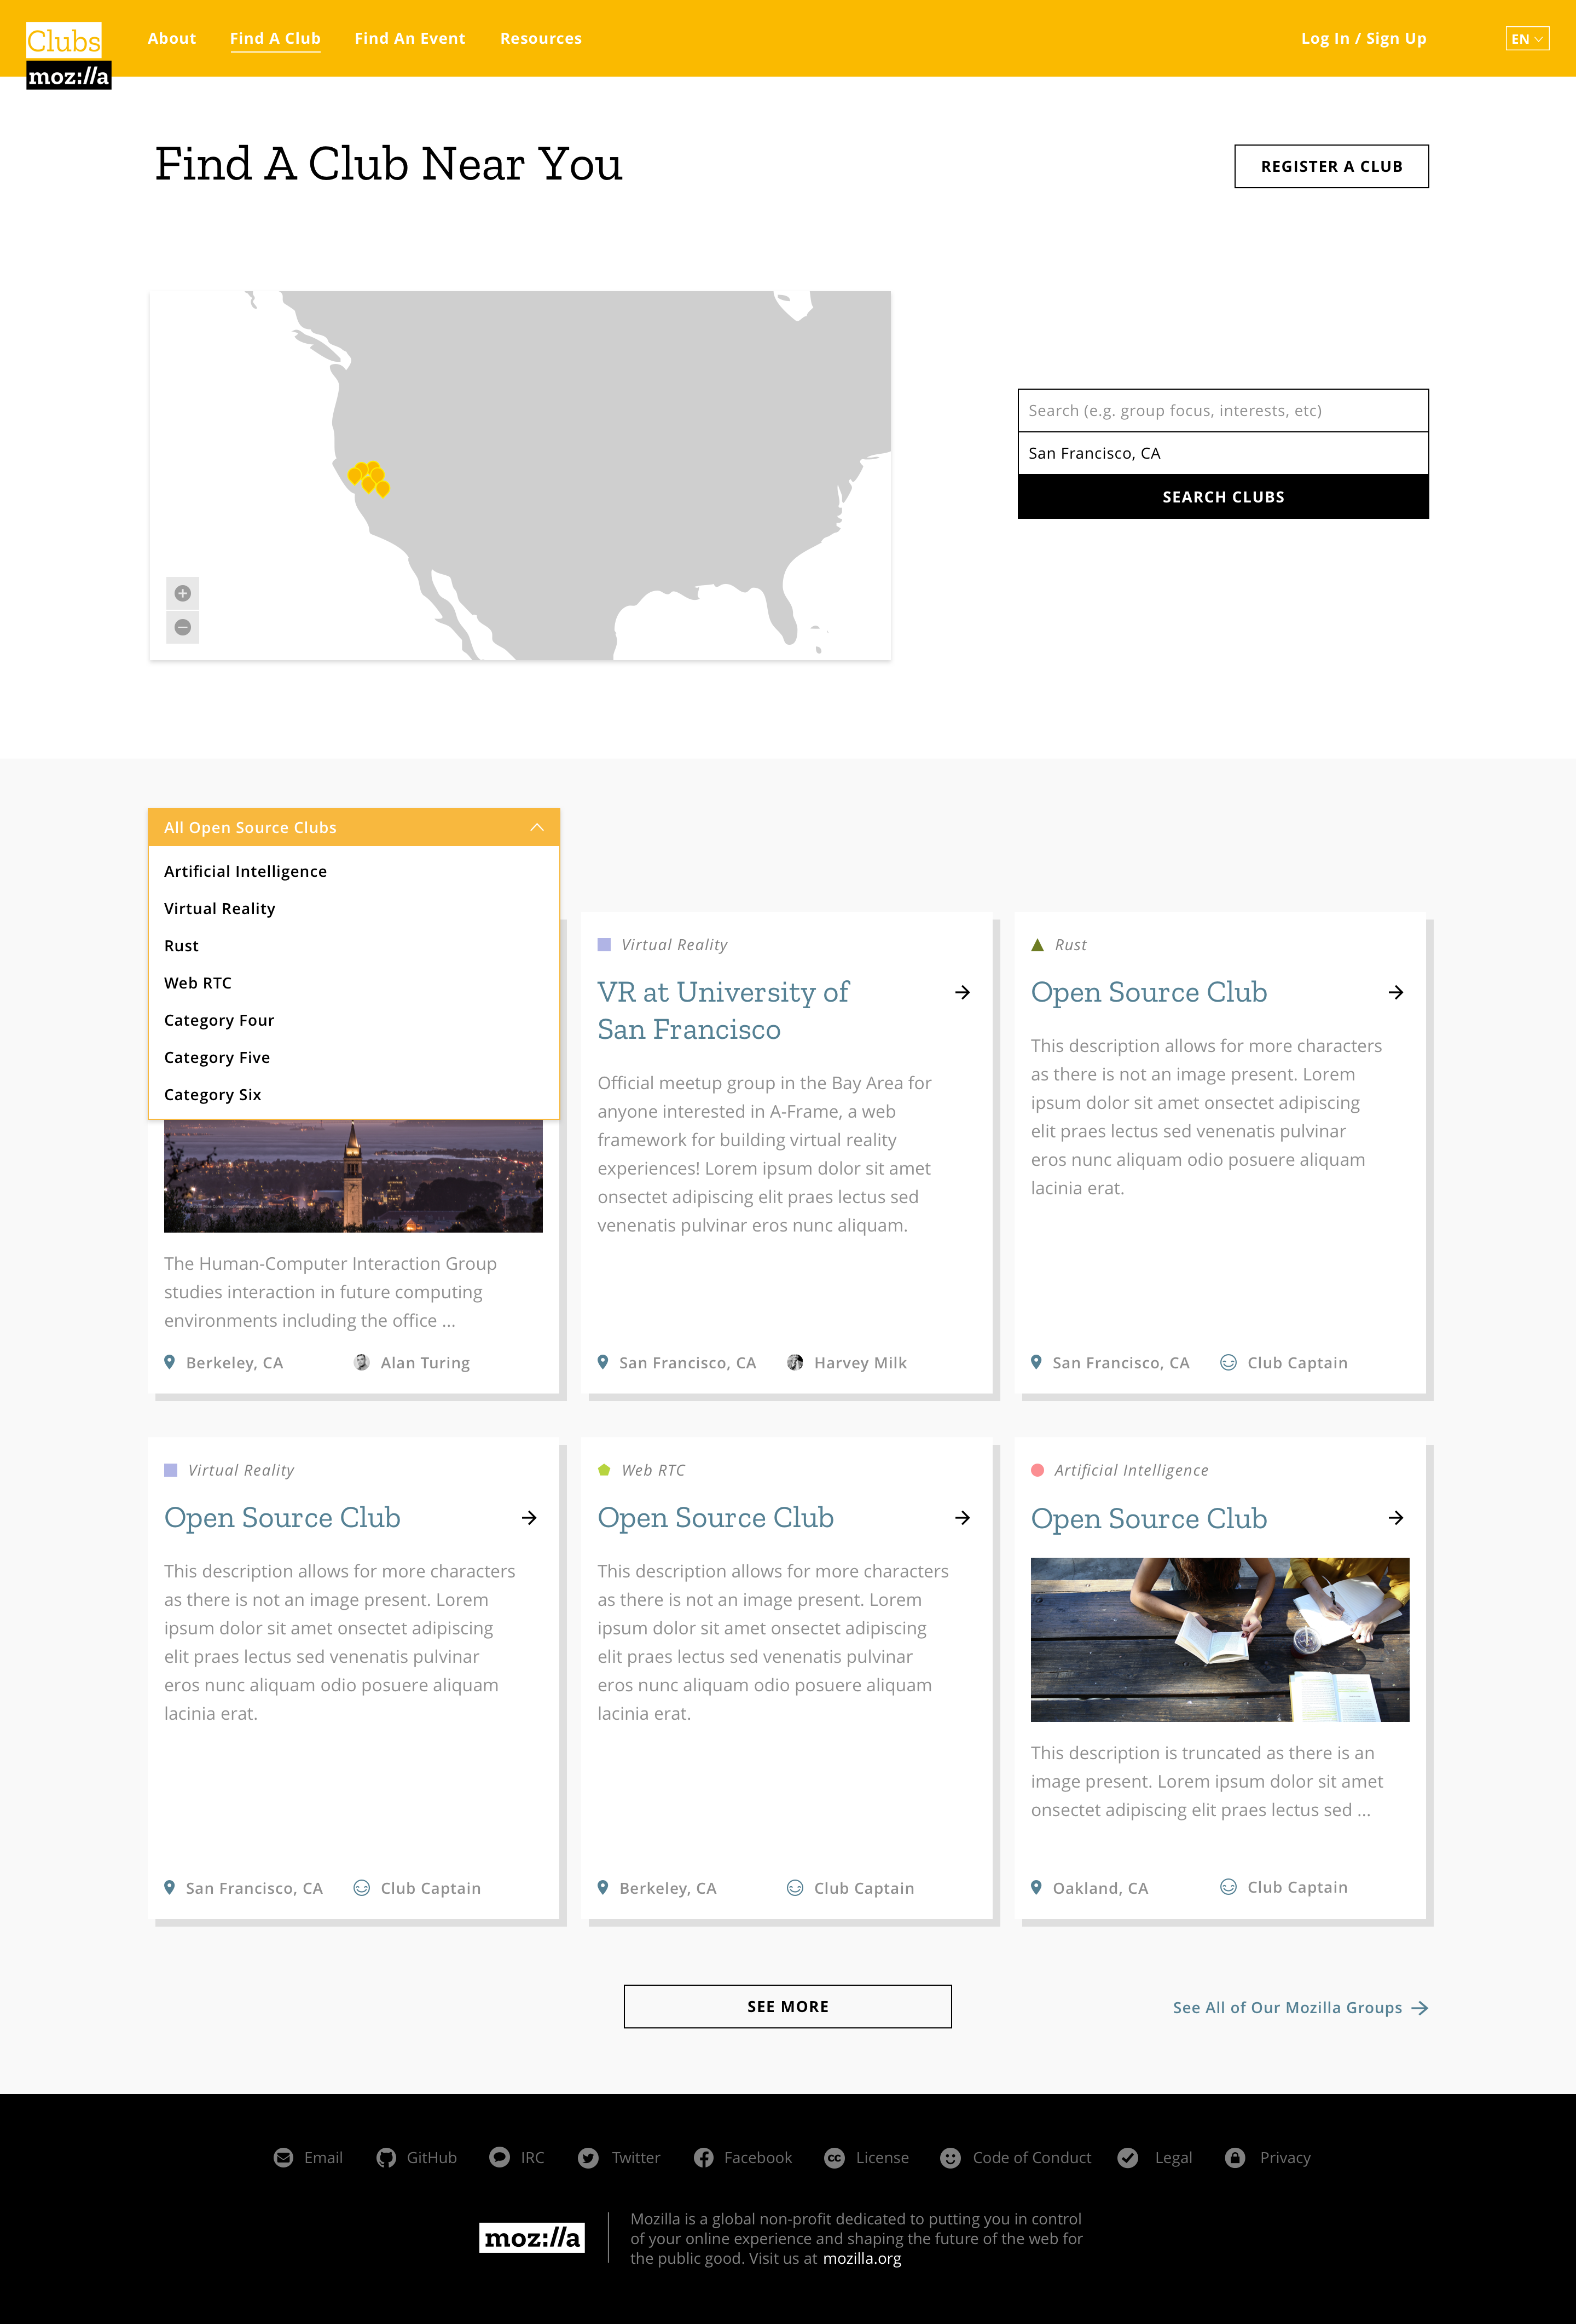 Clubs
moz://a
About
Find A Club
Find An Event
Resources
Log In / Sign Up
EN
Find A Club Near You
REGISTER A CLUB
Search (e.g. group focus, interests, etc)
San Francisco, CA
SEARCH CLUBS
All Open Source Clubs
Artificial Intelligence
Virtual Reality
Rust
Web RTC
Category Four
Category Five
Category Six
The Human-Computer Interaction Group
studies interaction in future computing
environments including the office ...
Berkeley, CA
Alan Turing
Virtual Reality
VR at University of
San Francisco
Official meetup group in the Bay Area for
anyone interested in A-Frame, a web
framework for building virtual reality
experiences! Lorem ipsum dolor sit amet
onsectet adipiscing elit praes lectus sed
venenatis pulvinar eros nunc aliquam.
San Francisco, CA
Harvey Milk
Rust
Open Source Club
This description allows for more characters
as there is not an image present. Lorem
ipsum dolor sit amet onsectet adipiscing
elit praes lectus sed venenatis pulvinar
eros nunc aliquam odio posuere aliquam
lacinia erat.
San Francisco, CA
Club Captain
Virtual Reality
Open Source Club
This description allows for more characters
as there is not an image present. Lorem
ipsum dolor sit amet onsectet adipiscing
elit praes lectus sed venenatis pulvinar
eros nunc aliquam odio posuere aliquam
lacinia erat.
San Francisco, CA
Club Captain
Web RTC
Open Source Club
This description allows for more characters
as there is not an image present. Lorem
ipsum dolor sit amet onsectet adipiscing
elit praes lectus sed venenatis pulvinar
eros nunc aliquam odio posuere aliquam
lacinia erat.
Berkeley, CA
Club Captain
Artificial Intelligence
Open Source Club
This description is truncated as there is an
image present. Lorem ipsum dolor sit amet
onsectet adipiscing elit praes lectus sed ...
Oakland, CA
Club Captain
SEE MORE
See All of Our Mozilla Groups
Email
GitHub
IRC
Twitter
Facebook
cc
License
Code of Conduct
Legal
Privacy
moz://a
Mozilla is a global non-profit dedicated to putting you in control
of your online experience and shaping the future of the web for
the public good. Visit us at mozilla.org